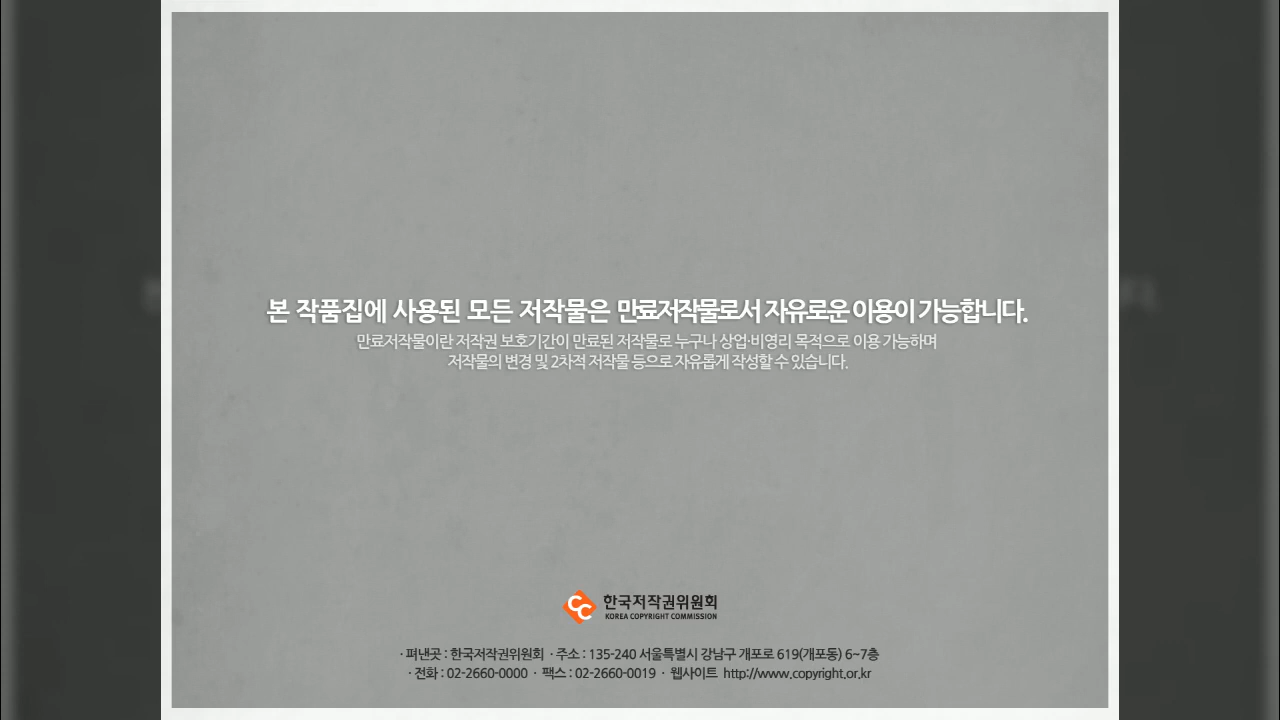 본 작품집에 사용된 모든 저작물은 만료저작물로서 자유로운 이용이 가능합니다.
만료저작물이란 저작권 보호기간이 만료된 저작물로 누구나 상업·비영리 목적으로 이용 가능하며
저작물의 변경 및 2차적 저작물 등으로 자유롭게 작성할 수 있습니다.
CC 한국저작권위원회
KOREA COPYRIGHT COMMISSION
· 펴낸곳 : 한국저작권위원회 · 주소 : 135-240 서울특별시 강남구 개포로 619(개포동) 6~7층
· 전화 : 02-2660-0000 · 팩스 : 02-2660-0019 · 웹사이트 http://www.copyright.or.kr